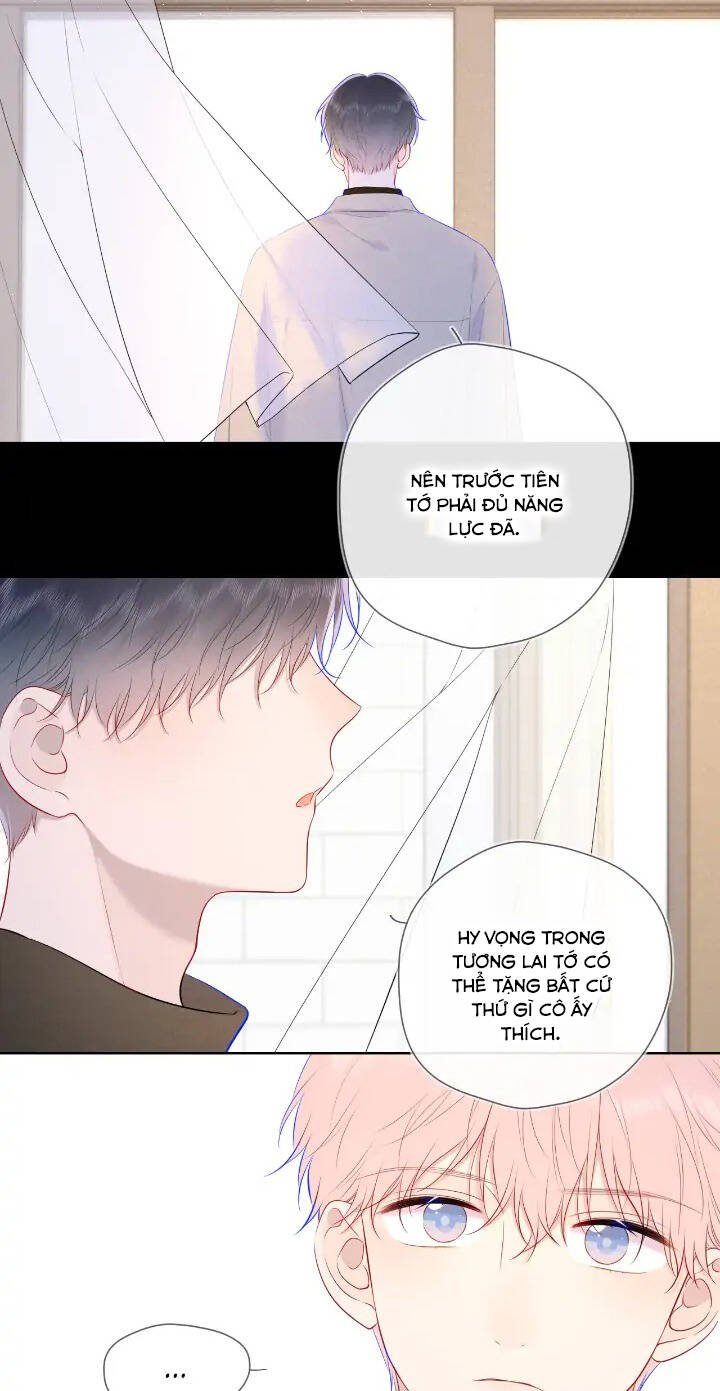 NÊN TRƯỚC TIÊN
TỚ PHẢI ĐỦ NĂNG
LỰC ĐÃ.
HY VỌNG TRONG
TƯƠNG LAI TỚ CÓ
THỂ TẶNG BẤT CỨ
THỨ GÌ CÔ ẤY
THÍCH.
...